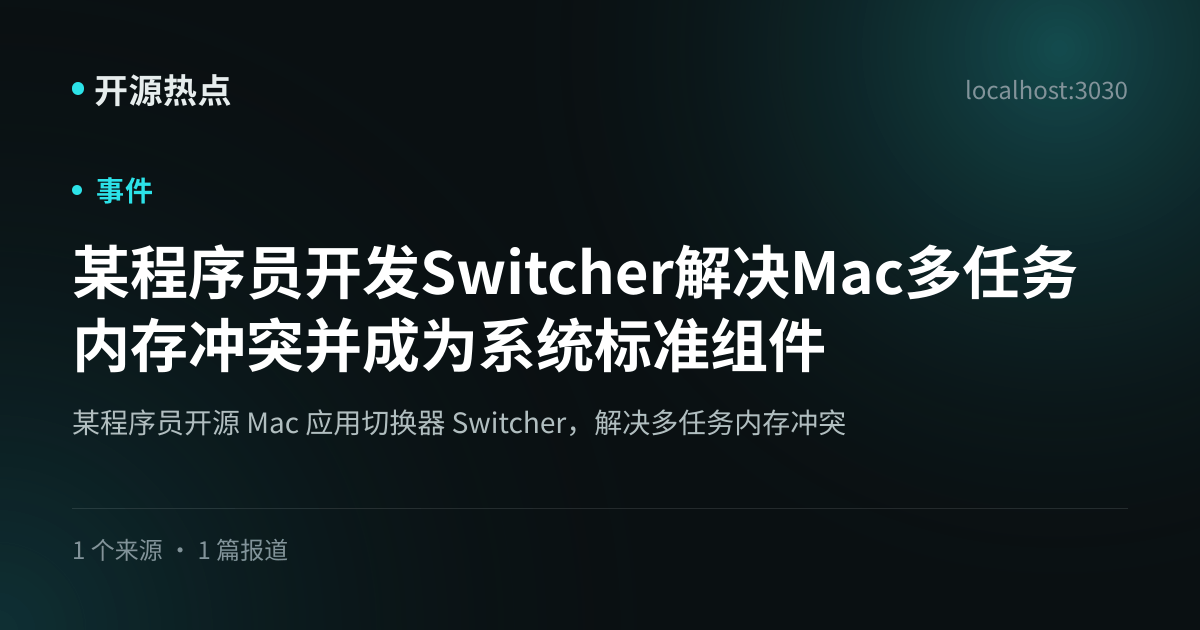 开源热点
localhost:3030
事件
某程序员开发Switcher解决Mac多任务
内存冲突并成为系统标准组件
某程序员开源 Mac 应用切换器 Switcher，解决多任务内存冲突
1 个来源 · 1 篇报道